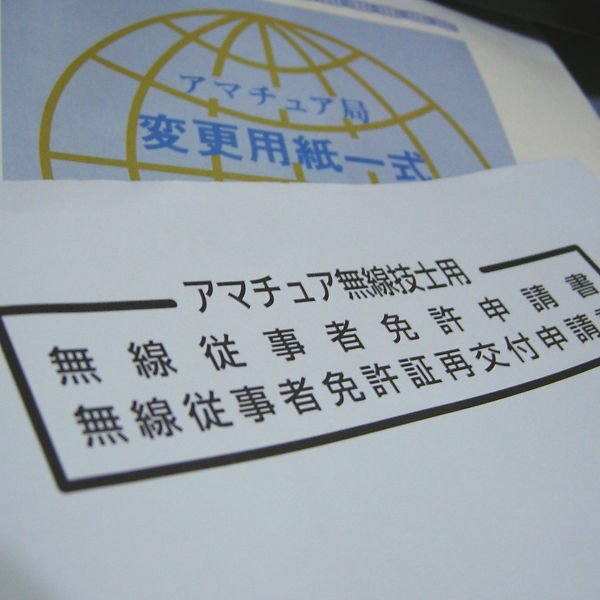 アマチュア局
変更用紙一式
アマチュア無線技士用
無線従事者免許申請書
無線従事者免許証再交付申請書